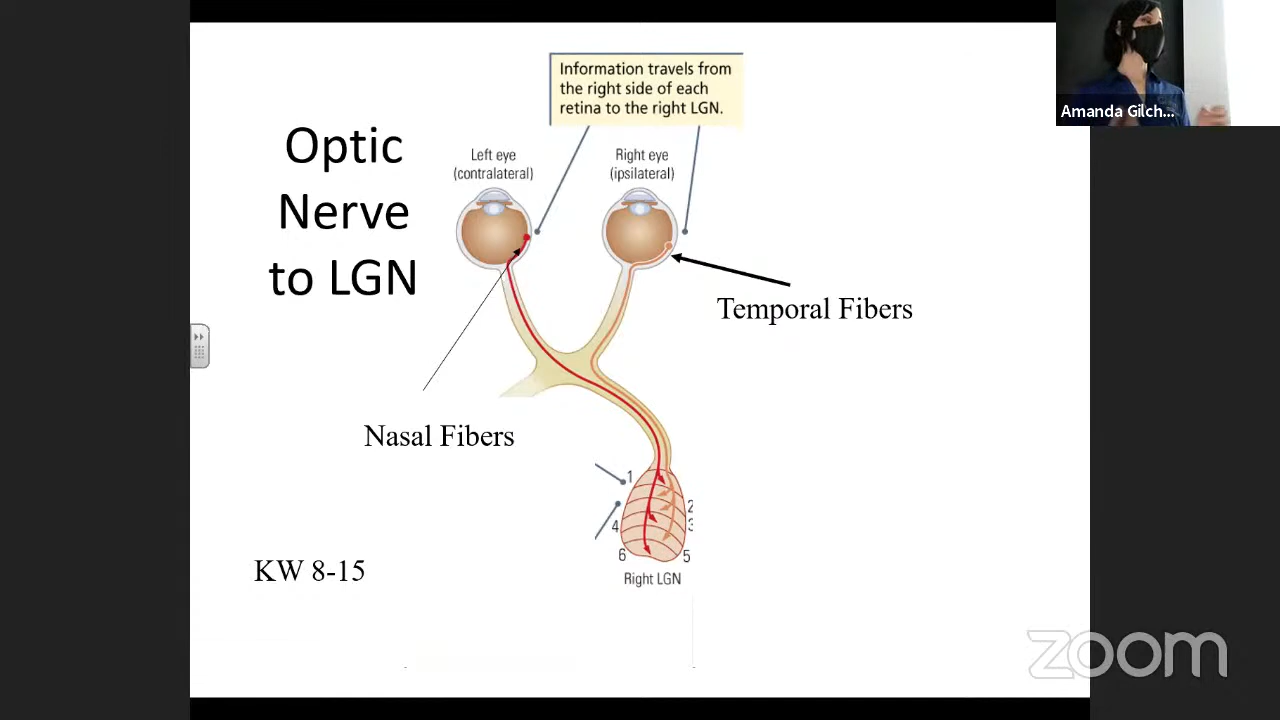 Amanda Gilch...
Information travels from
the right side of each
retina to the right LGN.
Optic
Nerve
to LGN
Left eye
(contralateral)
Right eye
(ipsilateral)
Temporal Fibers
Nasal Fibers
1
2
4
3
6
5
Right LGN
KW 8-15
zoom